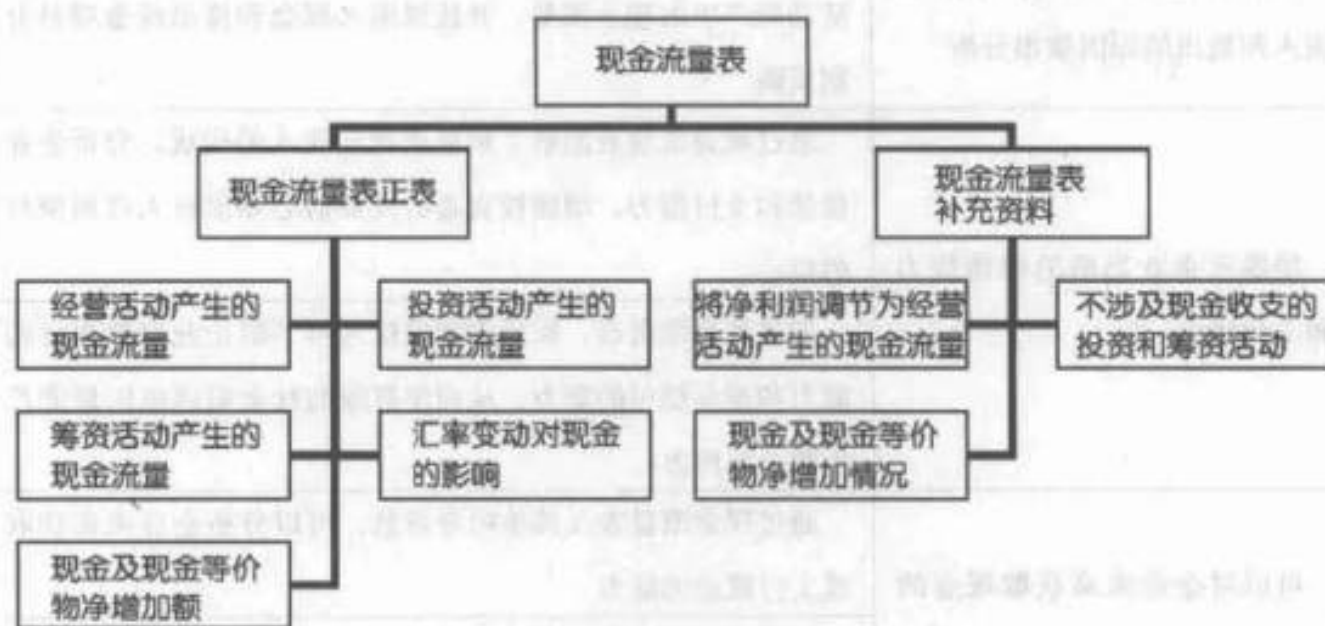 现金流量表
现金流量表正表
现金流量表
补充资料
经营活动产生的
现金流量
投资活动产生的
现金流量
将净利润调节为经营
活动产生的现金流量
不涉及现金收支的
投资和筹资活动
筹资活动产生的
现金流量
汇率变动对现金
的影响
现金及现金等价
物净增加情况
现金及现金等价
物净增加额